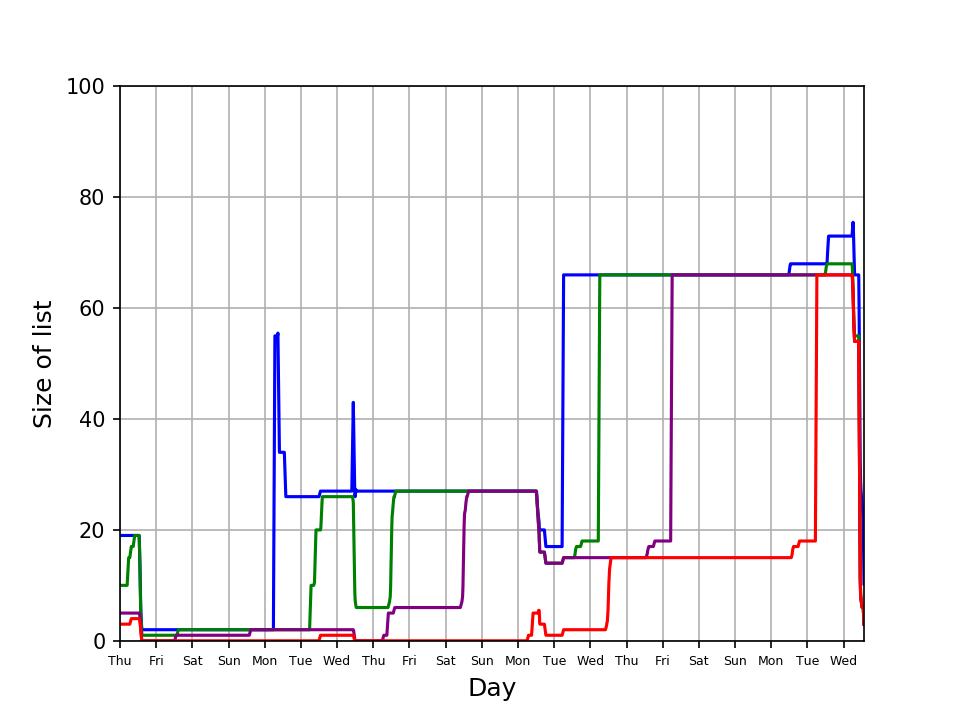 100
80
60
40
20
0
Size of list
Thu Fri Sat Sun Mon Tue Wed Thu Fri Sat Sun Mon Tue Wed Thu Fri Sat Sun Mon Tue Wed
Day